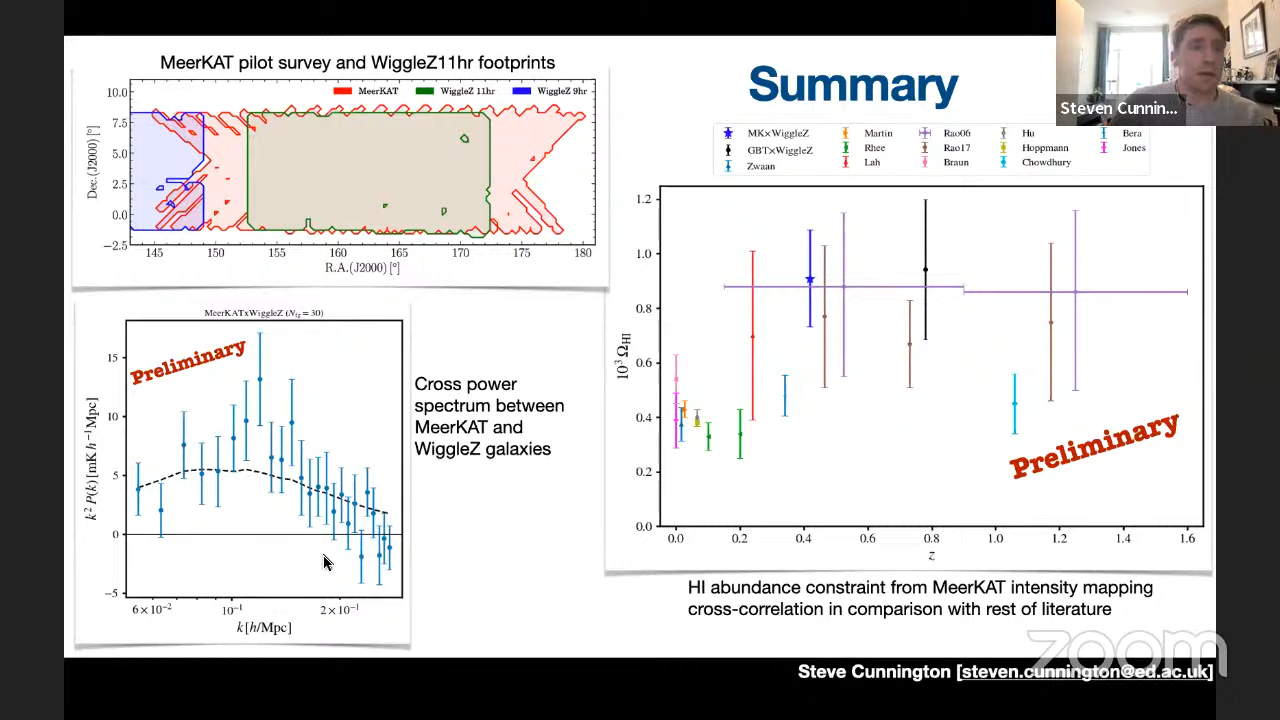 MeerKAT pilot survey and WiggleZ11hr footprints
MeerKAT
WiggleZ 11hr
WiggleZ 9hr
10.0
7.5
5.0
2.5
0.0
−2.5
Dec.(J2000) [°]
145
150
155
160
165
170
175
180
R.A.(J2000) [°]
Summary
Steven Cunnin...
MK×WiggleZ
GBT×WiggleZ
Zwaan
Martin
Rhee
Lah
Rao06
Rao17
Braun
Hu
Hoppmann
Chowdhury
Bera
Jones
1.2
1.0
0.8
0.6
0.4
0.2
0.0
10³ Ω_HI
0.0
0.2
0.4
0.6
0.8
1.0
1.2
1.4
1.6
z
Preliminary
HI abundance constraint from MeerKAT intensity mapping
cross-correlation in comparison with rest of literature
MeerKATxWiggleZ (N_fg = 30)
Preliminary
15
10
5
0
−5
k² P(k) [mK h⁻¹Mpc]
6 × 10⁻²
10⁻¹
2 × 10⁻¹
k [h/Mpc]
Cross power
spectrum between
MeerKAT and
WiggleZ galaxies
zoom
Steve Cunnington [steven.cunnington@ed.ac.uk]